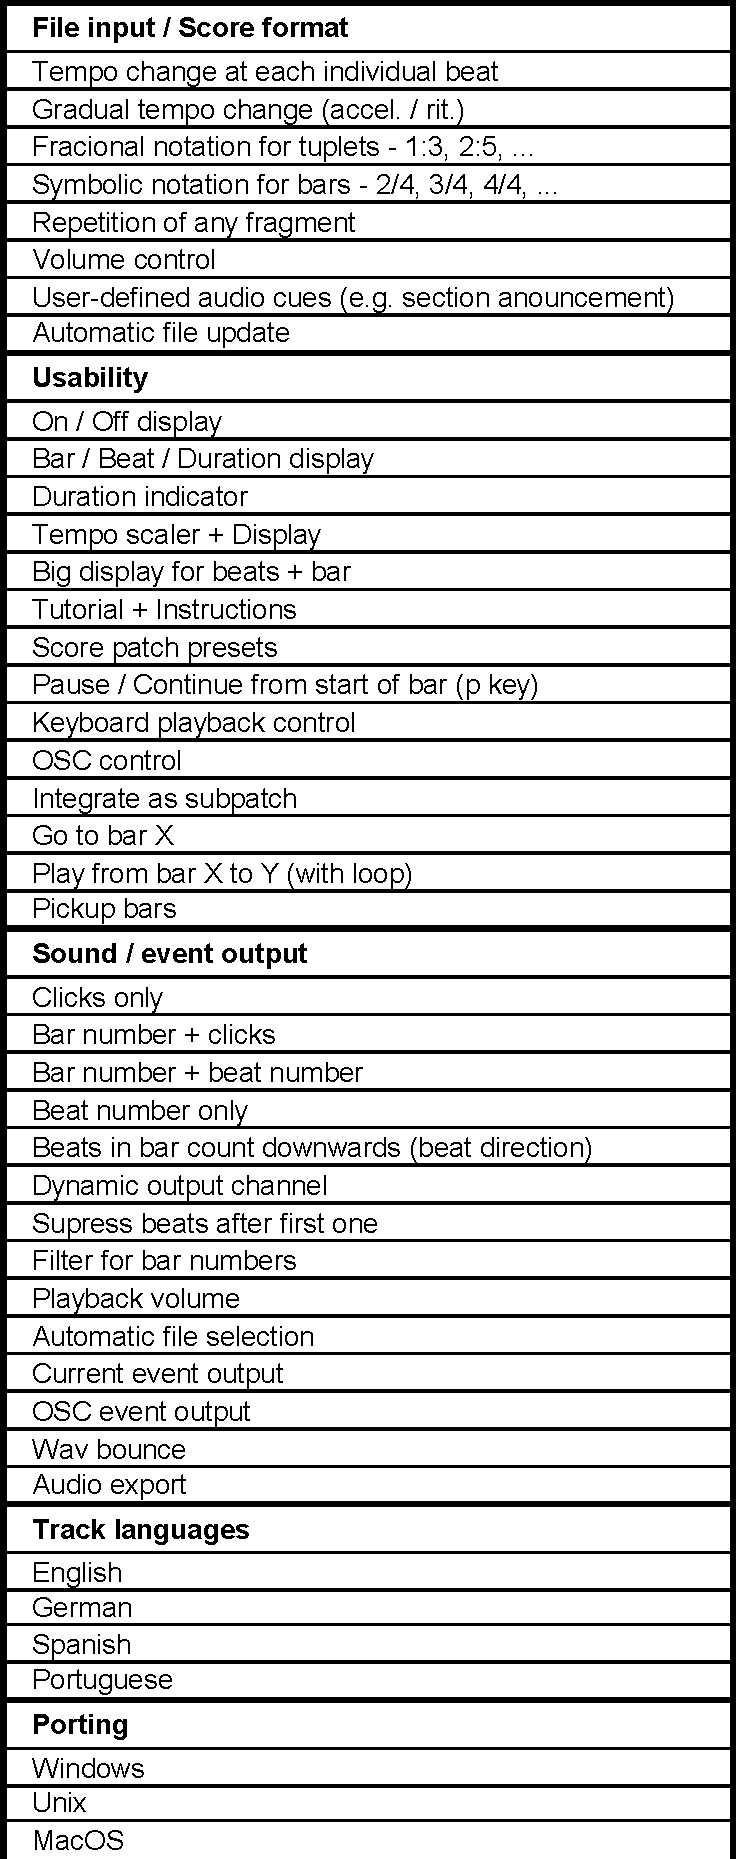 File input / Score format
Tempo change at each individual beat
Gradual tempo change (accel. / rit.)
Fracional notation for tuplets - 1:3, 2:5, ...
Symbolic notation for bars - 2/4, 3/4, 4/4, ...
Repetition of any fragment
Volume control
User-defined audio cues (e.g. section anouncement)
Automatic file update
Usability
On / Off display
Bar / Beat / Duration display
Duration indicator
Tempo scaler + Display
Big display for beats + bar
Tutorial + Instructions
Score patch presets
Pause / Continue from start of bar (p key)
Keyboard playback control
OSC control
Integrate as subpatch
Go to bar X
Play from bar X to Y (with loop)
Pickup bars
Sound / event output
Clicks only
Bar number + clicks
Bar number + beat number
Beat number only
Beats in bar count downwards (beat direction)
Dynamic output channel
Supress beats after first one
Filter for bar numbers
Playback volume
Automatic file selection
Current event output
OSC event output
Wav bounce
Audio export
Track languages
English
German
Spanish
Portuguese
Porting
Windows
Unix
MacOS